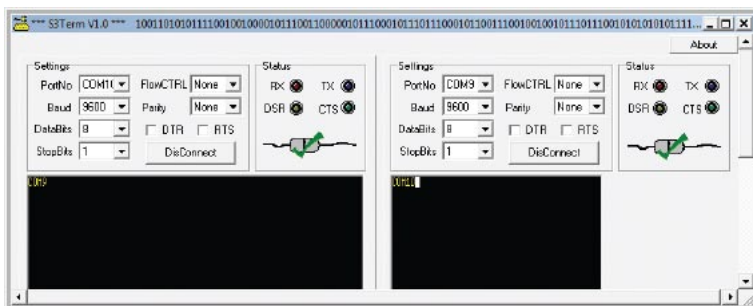 *** S3Term V1.0 ***
About
Settings
PortNo COM10 FlowCTRL None
Baud 9600 Parity None
DataBits 8 DTR RTS
StopBits 1 DisConnect
Status
RX TX
DSR CTS
COM9
Settings
PortNo COM9 FlowCTRL None
Baud 9600 Parity None
DataBits 8 DTR RTS
StopBits 1 DisConnect
Status
RX TX
DSR CTS
COM10